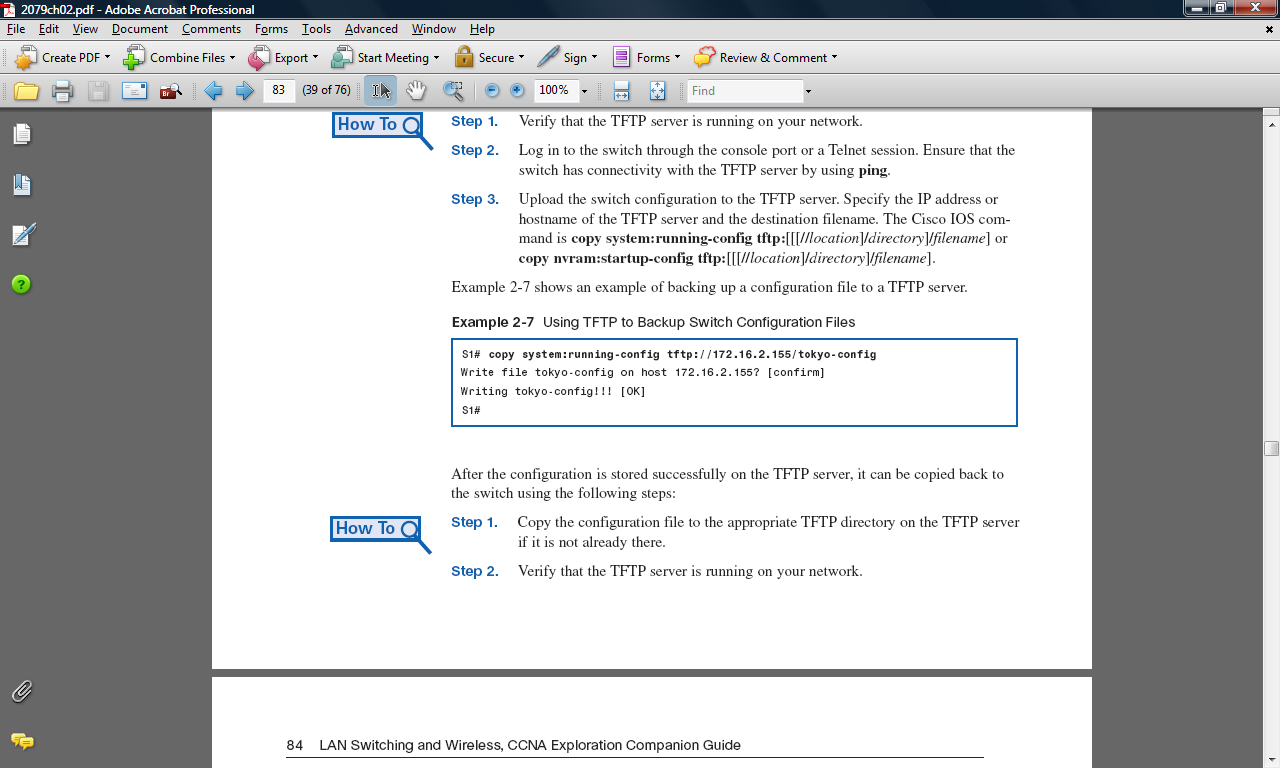 2079ch02.pdf - Adobe Acrobat Professional
File Edit View Document Comments Forms Tools Advanced Window Help
Create PDF Combine Files Export Start Meeting Secure Sign Forms Review & Comment
Br 83 (39 of 76) 100% Find
How To
Step 1. Verify that the TFTP server is running on your network.
Step 2. Log in to the switch through the console port or a Telnet session. Ensure that the
switch has connectivity with the TFTP server by using ping.
Step 3. Upload the switch configuration to the TFTP server. Specify the IP address or
hostname of the TFTP server and the destination filename. The Cisco IOS com-
mand is copy system:running-config tftp:[[[//location]/directory]/filename] or
copy nvram:startup-config tftp:[[[//location]/directory]/filename].
Example 2-7 shows an example of backing up a configuration file to a TFTP server.
Example 2-7 Using TFTP to Backup Switch Configuration Files
S1# copy system:running-config tftp://172.16.2.155/tokyo-config
Write file tokyo-config on host 172.16.2.155? [confirm]
Writing tokyo-config!!! [OK]
S1#
After the configuration is stored successfully on the TFTP server, it can be copied back to
the switch using the following steps:
How To
Step 1. Copy the configuration file to the appropriate TFTP directory on the TFTP server
if it is not already there.
Step 2. Verify that the TFTP server is running on your network.
84 LAN Switching and Wireless, CCNA Exploration Companion Guide